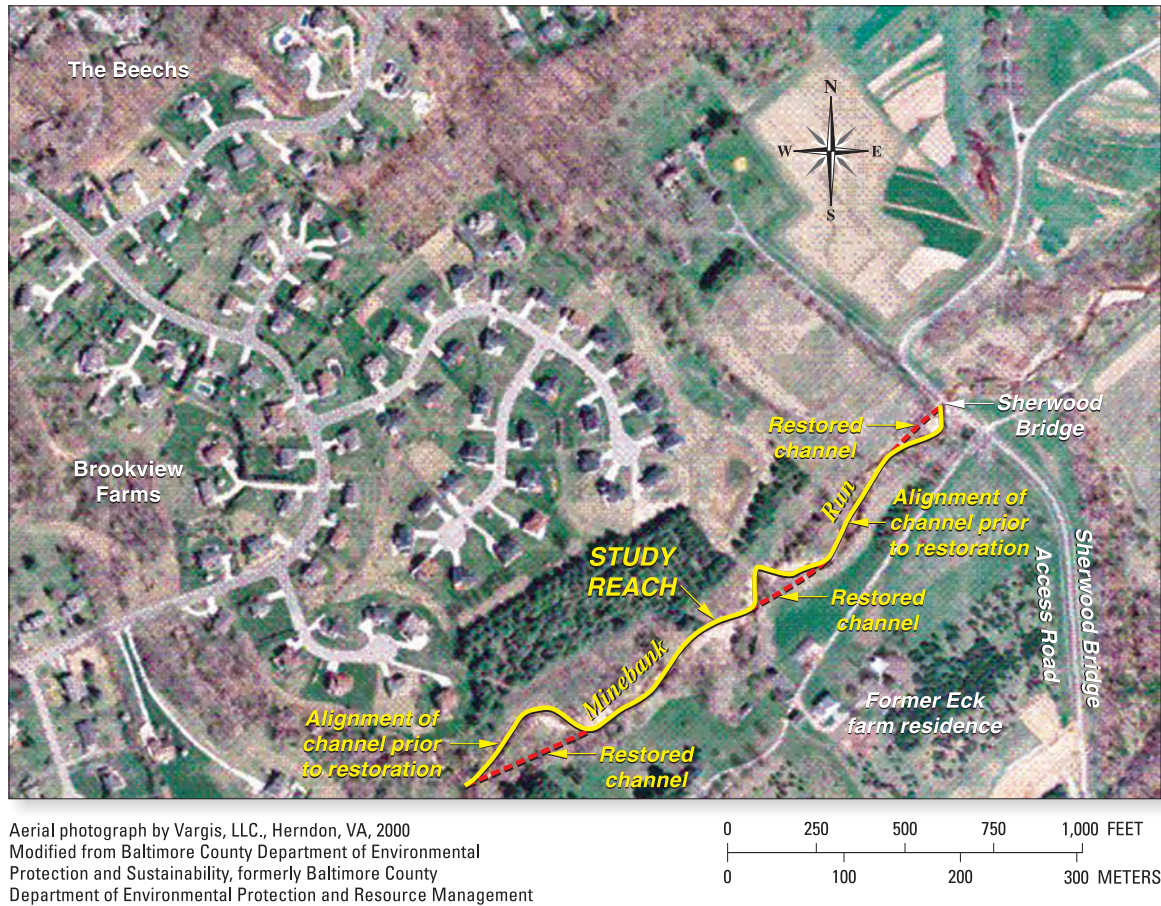 The Beechs
N
W
E
S
Sherwood
Bridge
Restored
channel
Brookview
Farms
Run
Alignment of
channel prior
to restoration
STUDY
REACH
Restored
channel
Sherwood Bridge
Access Road
Minebank
Former Eck
farm residence
Alignment of
channel prior
to restoration
Restored
channel
Aerial photograph by Vargis, LLC., Herndon, VA, 2000
Modified from Baltimore County Department of Environmental
Protection and Sustainability, formerly Baltimore County
Department of Environmental Protection and Resource Management
0 250 500 750 1,000 FEET
0 100 200 300 METERS